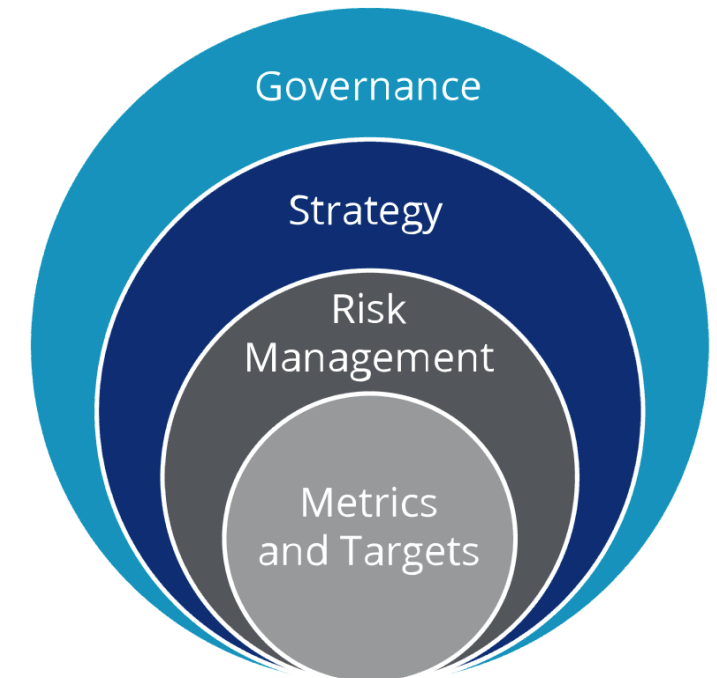 Governance
Strategy
Risk
Management
Metrics
and Targets